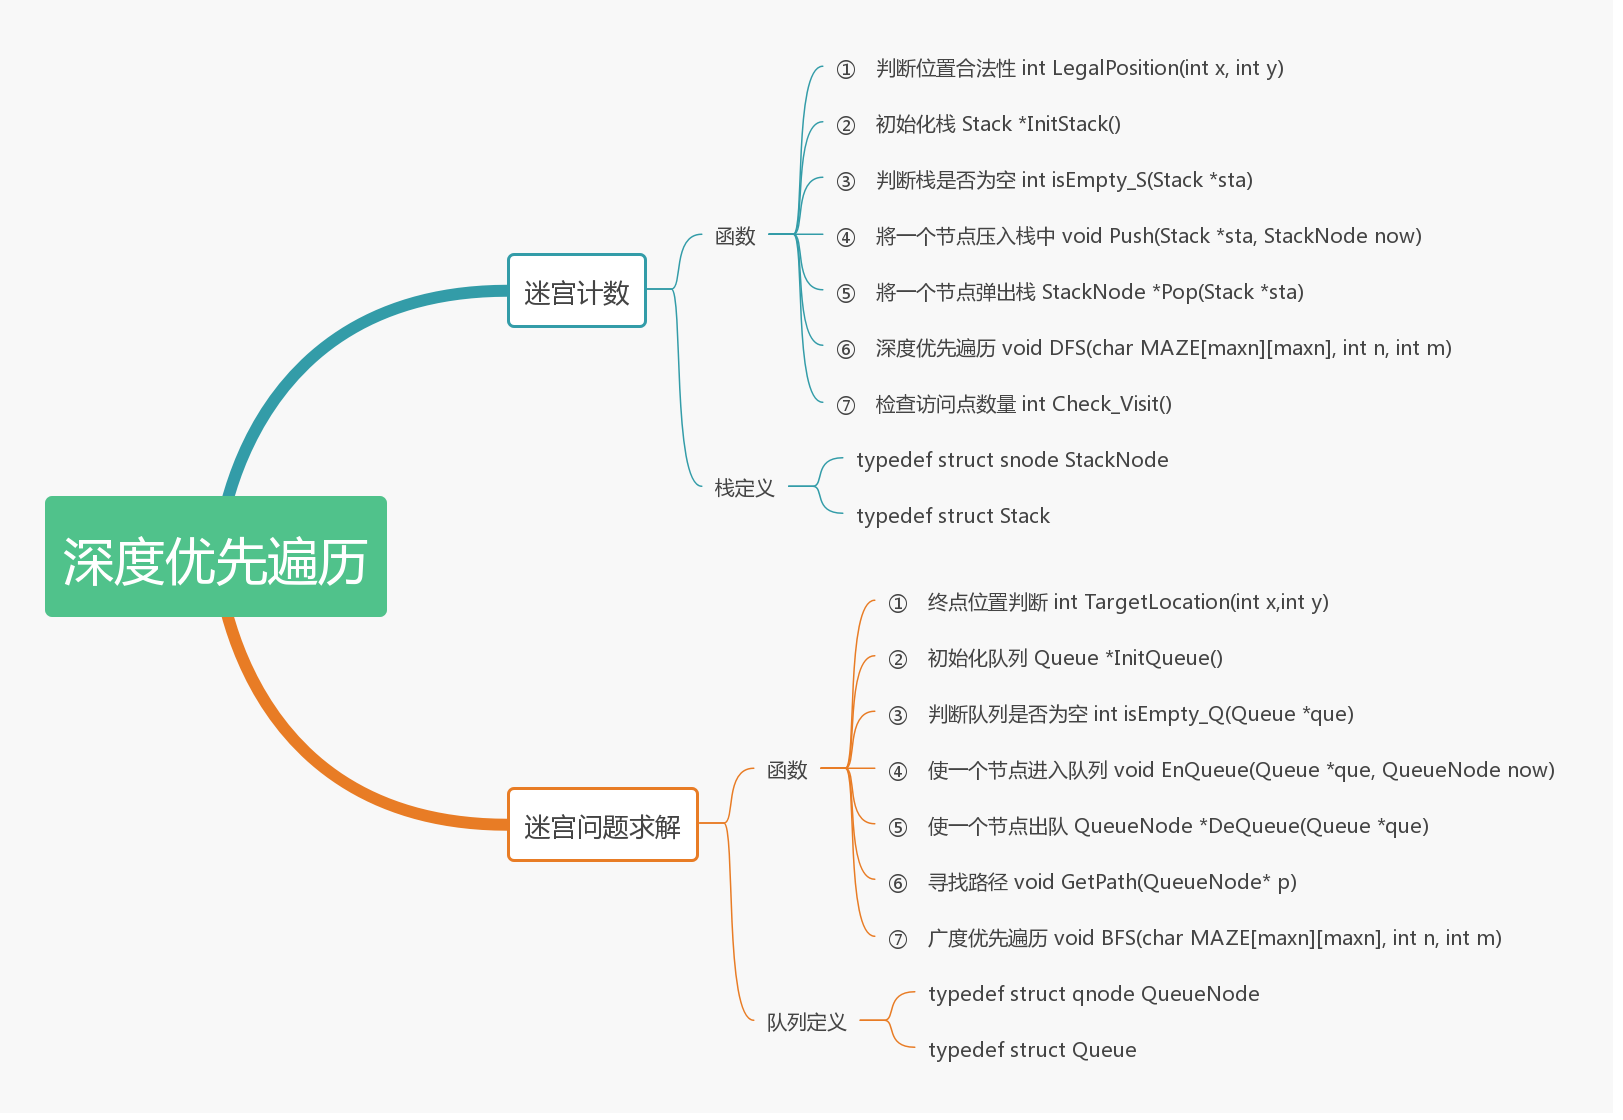 深度优先遍历
迷宫计数
函数
① 判断位置合法性 int LegalPosition(int x, int y)
② 初始化栈 Stack *InitStack()
③ 判断栈是否为空 int isEmpty_S(Stack *sta)
④ 將一个节点压入栈中 void Push(Stack *sta, StackNode now)
⑤ 將一个节点弹出栈 StackNode *Pop(Stack *sta)
⑥ 深度优先遍历 void DFS(char MAZE[maxn][maxn], int n, int m)
⑦ 检查访问点数量 int Check_Visit()
栈定义
typedef struct snode StackNode
typedef struct Stack
迷宫问题求解
函数
① 终点位置判断 int TargetLocation(int x,int y)
② 初始化队列 Queue *InitQueue()
③ 判断队列是否为空 int isEmpty_Q(Queue *que)
④ 使一个节点进入队列 void EnQueue(Queue *que, QueueNode now)
⑤ 使一个节点出队 QueueNode *DeQueue(Queue *que)
⑥ 寻找路径 void GetPath(QueueNode* p)
⑦ 广度优先遍历 void BFS(char MAZE[maxn][maxn], int n, int m)
队列定义
typedef struct qnode QueueNode
typedef struct Queue